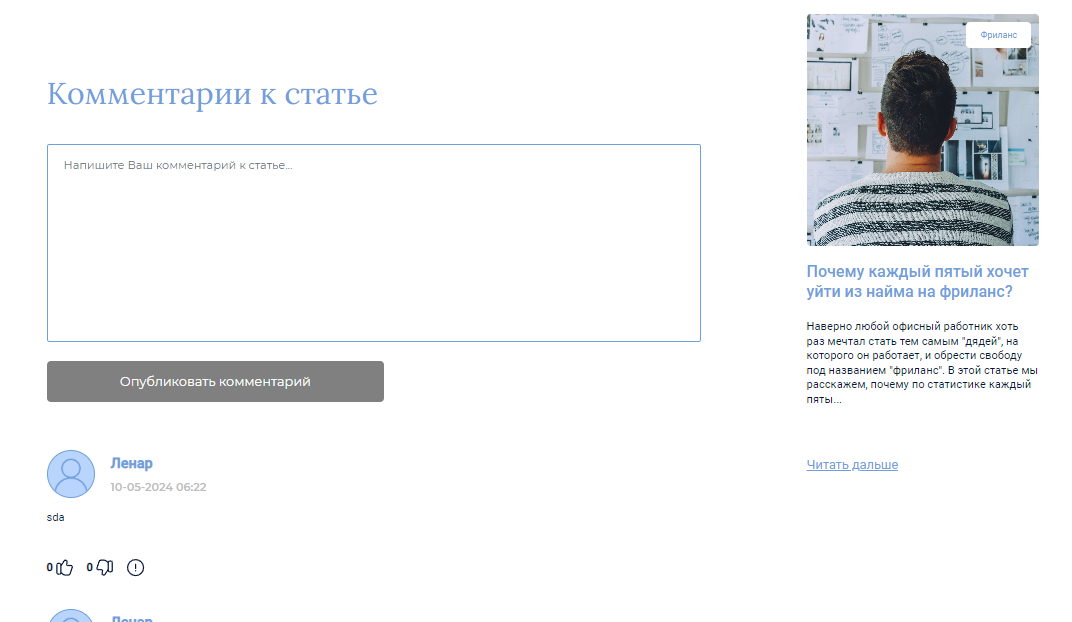 Комментарии к статье
Напишите Ваш комментарий к статье...
Опубликовать комментарий
Ленар
10-05-2024 06:22
sda
0 0
Ленар
Фриланс
Почему каждый пятый хочет
уйти из найма на фриланс?
Наверно любой офисный работник хоть
раз мечтал стать тем самым "дядей", на
которого он работает, и обрести свободу
под названием "фриланс". В этой статье мы
расскажем, почему по статистике каждый
пяты...
Читать дальше